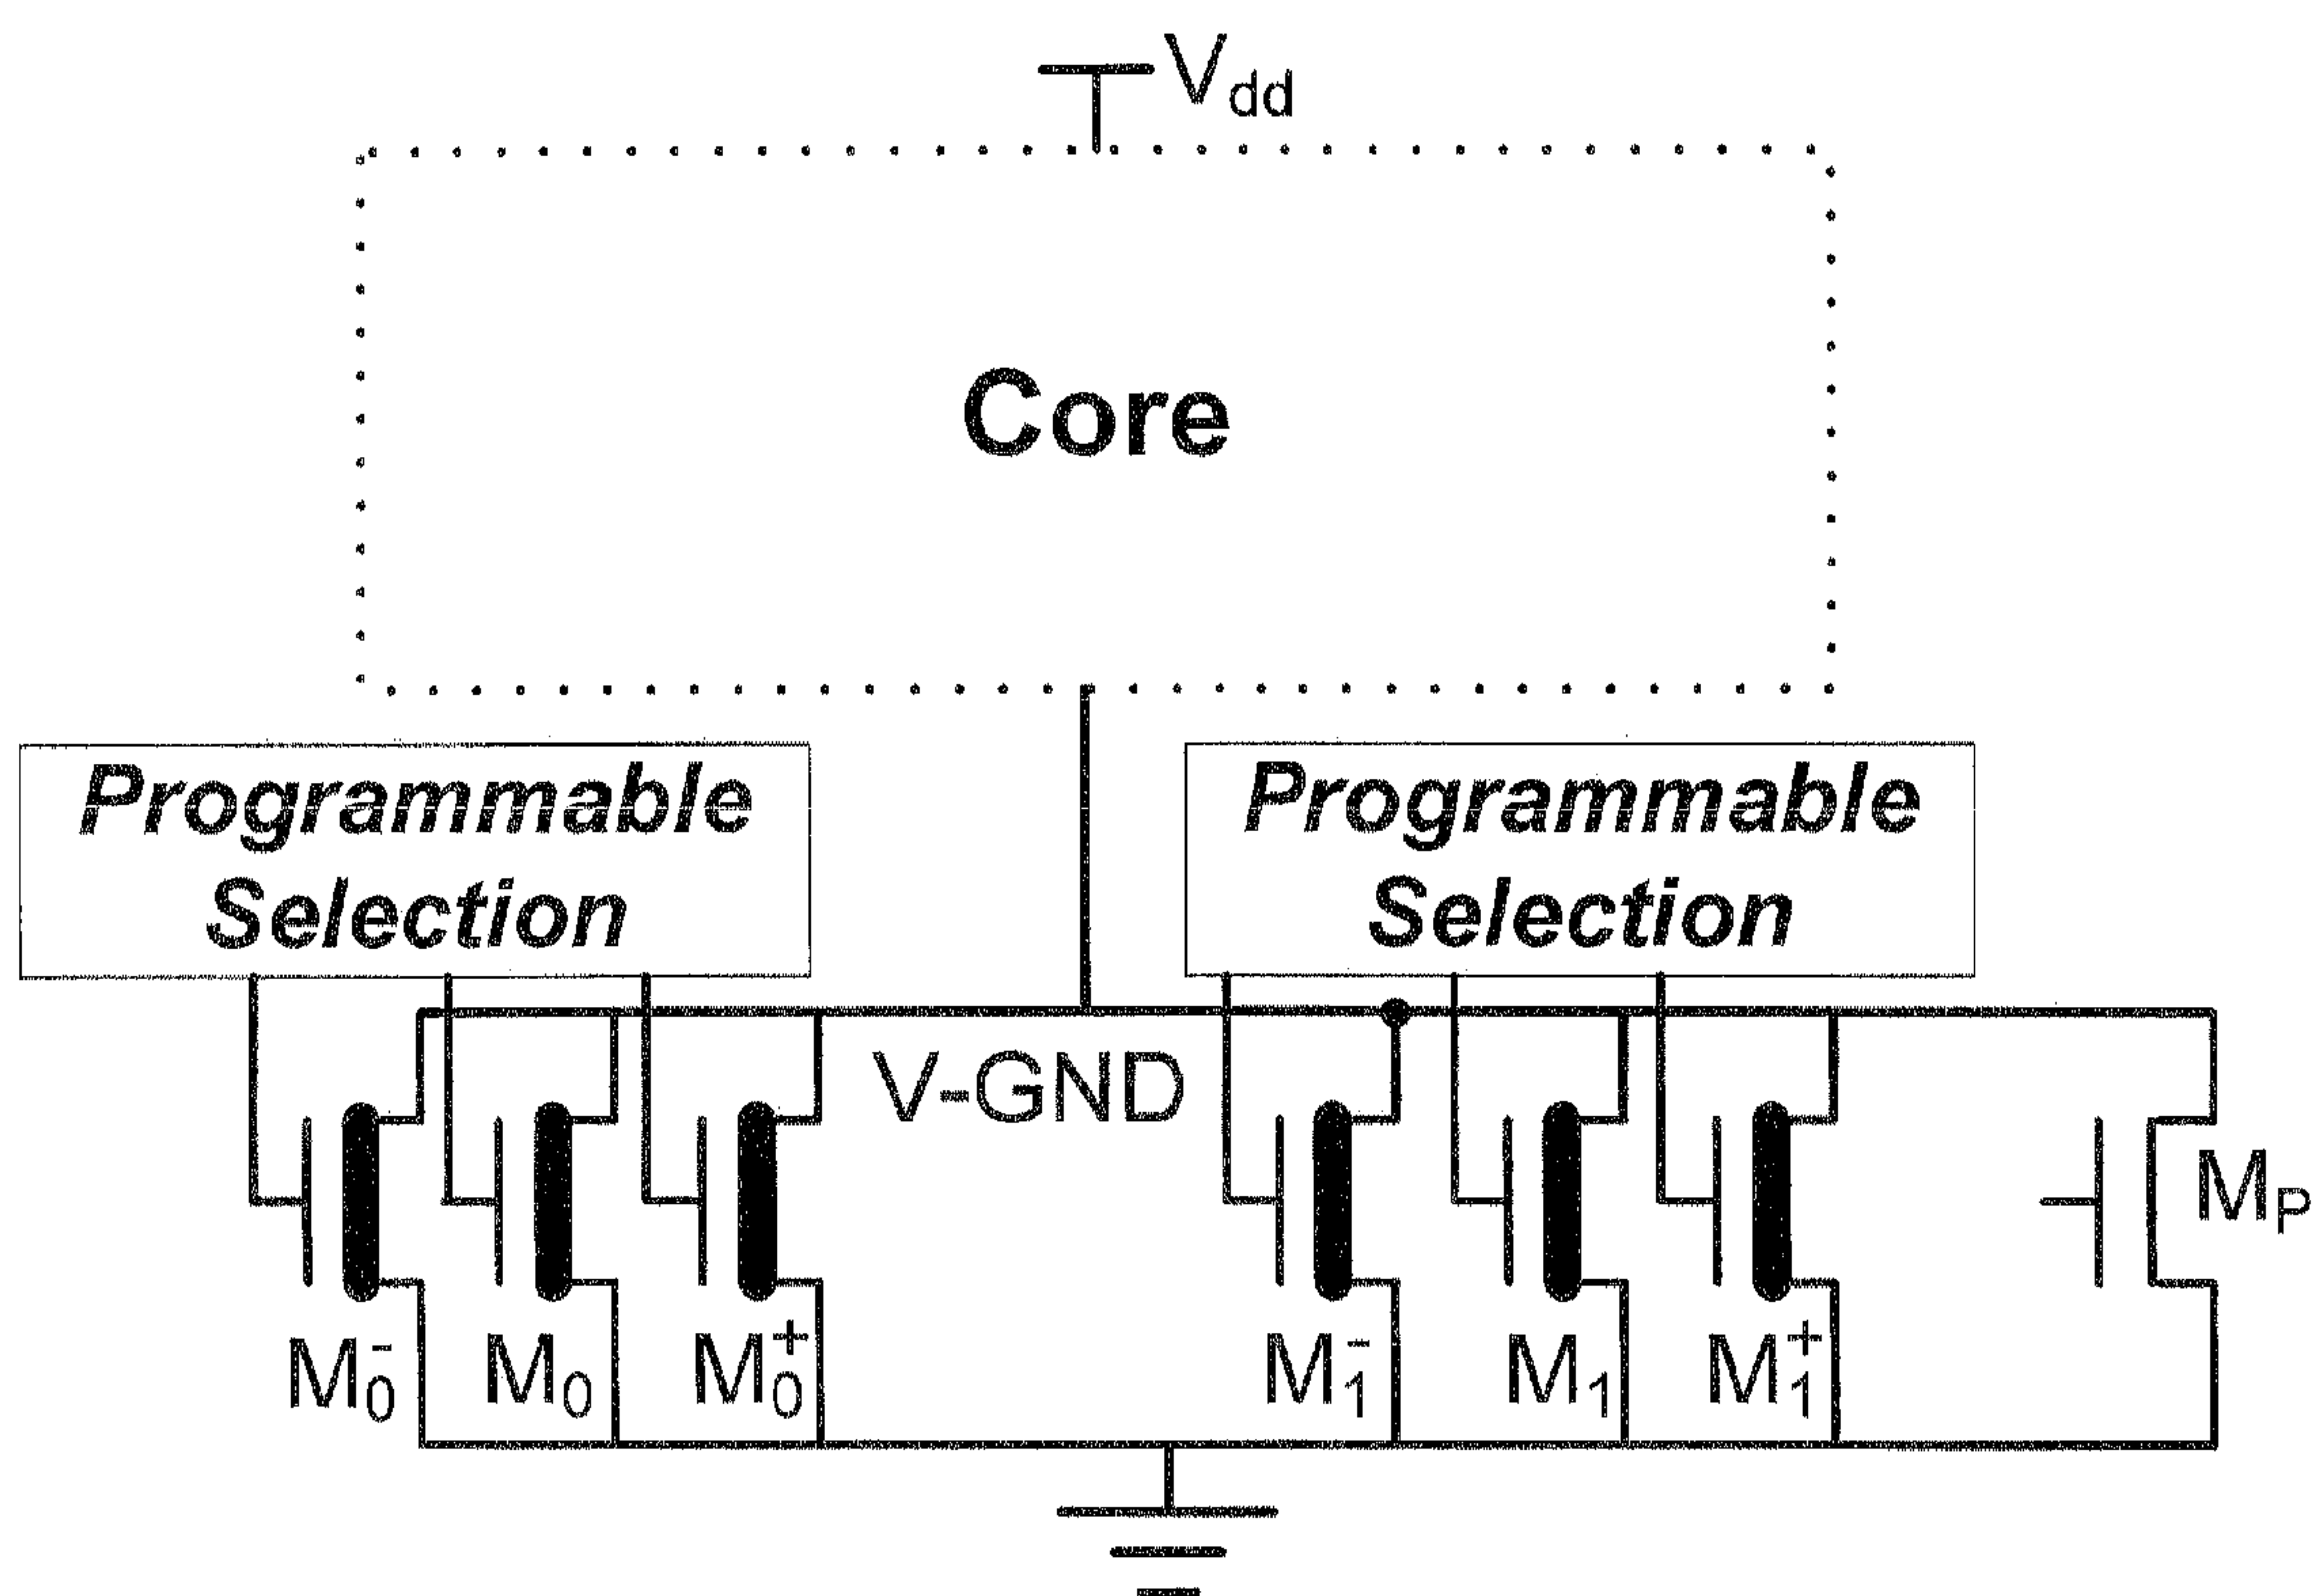 Vdd
Core
Programmable Selection
Programmable Selection
V-GND
MP
M0- M0 M0+ M1- M1 M1+